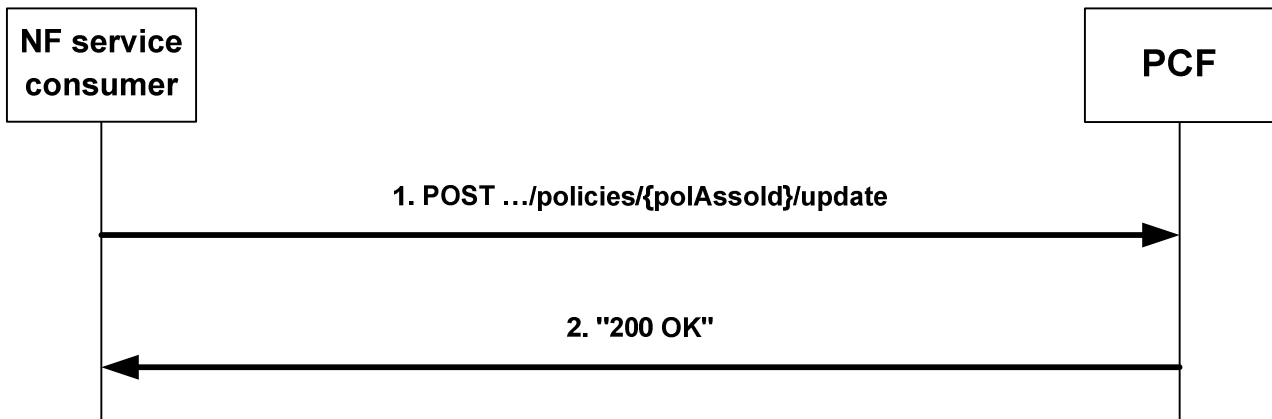 NF service
consumer
PCF
1. POST …/policies/{polAssoId}/update
2. "200 OK"